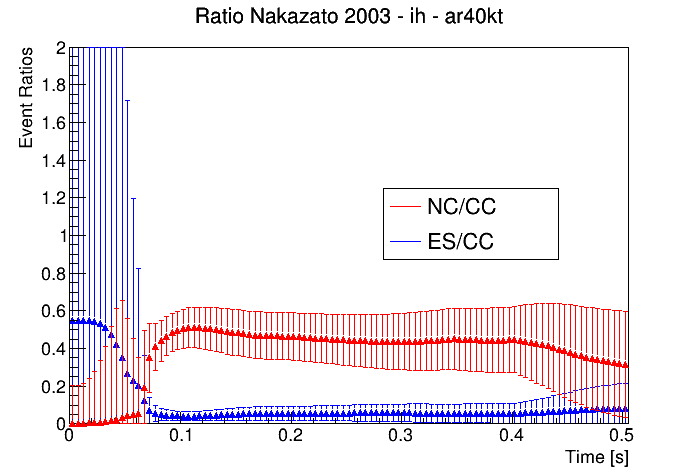 Ratio Nakazato 2003 - ih - ar40kt
Event Ratios
2
1.8
1.6
1.4
1.2
1
0.8
0.6
0.4
0.2
0
NC/CC
ES/CC
0 0.1 0.2 0.3 0.4 0.5
Time [s]